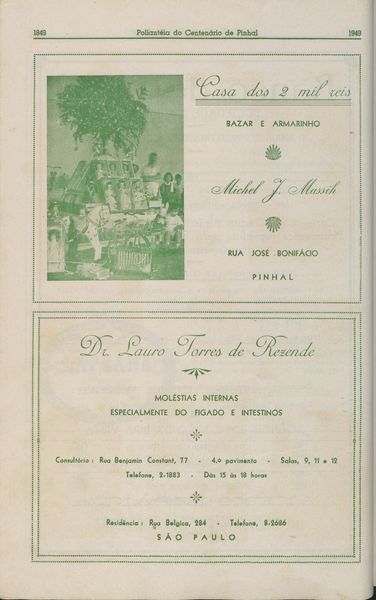 1849 Poliantéia do Centenário de Pinhal 1949
Casa dos 2 mil reis
BAZAR E ARMARINHO
Michel J. Massih
RUA JOSÉ BONIFÁCIO
PINHAL
Dr. Lauro Torres de Rezende
MOLÉSTIAS INTERNAS
ESPECIALMENTE DO FIGADO E INTESTINOS
Consultório : Rua Benjamin Constant, 77 - 4.o pavimento - Salas, 9, 11 e 12
Telefone, 2-1883 - Dàs 15 às 18 horas
Residência : Rua Belgica, 284 - Telefone, 8-2686
SÃO PAULO